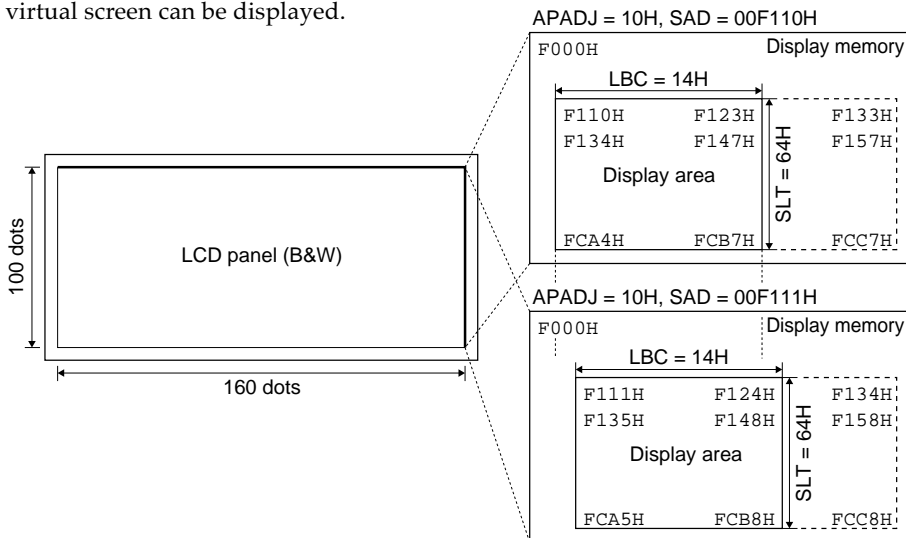 virtual screen can be displayed.
APADJ = 10H, SAD = 00F110H
F000H Display memory
LBC = 14H
F110H F123H F133H
F134H F147H F157H
Display area
SLT = 64H
FCA4H FCB7H FCC7H
100 dots
LCD panel (B&W)
160 dots
APADJ = 10H, SAD = 00F111H
F000H Display memory
LBC = 14H
F111H F124H F134H
F135H F148H F158H
Display area
SLT = 64H
FCA5H FCB8H FCC8H